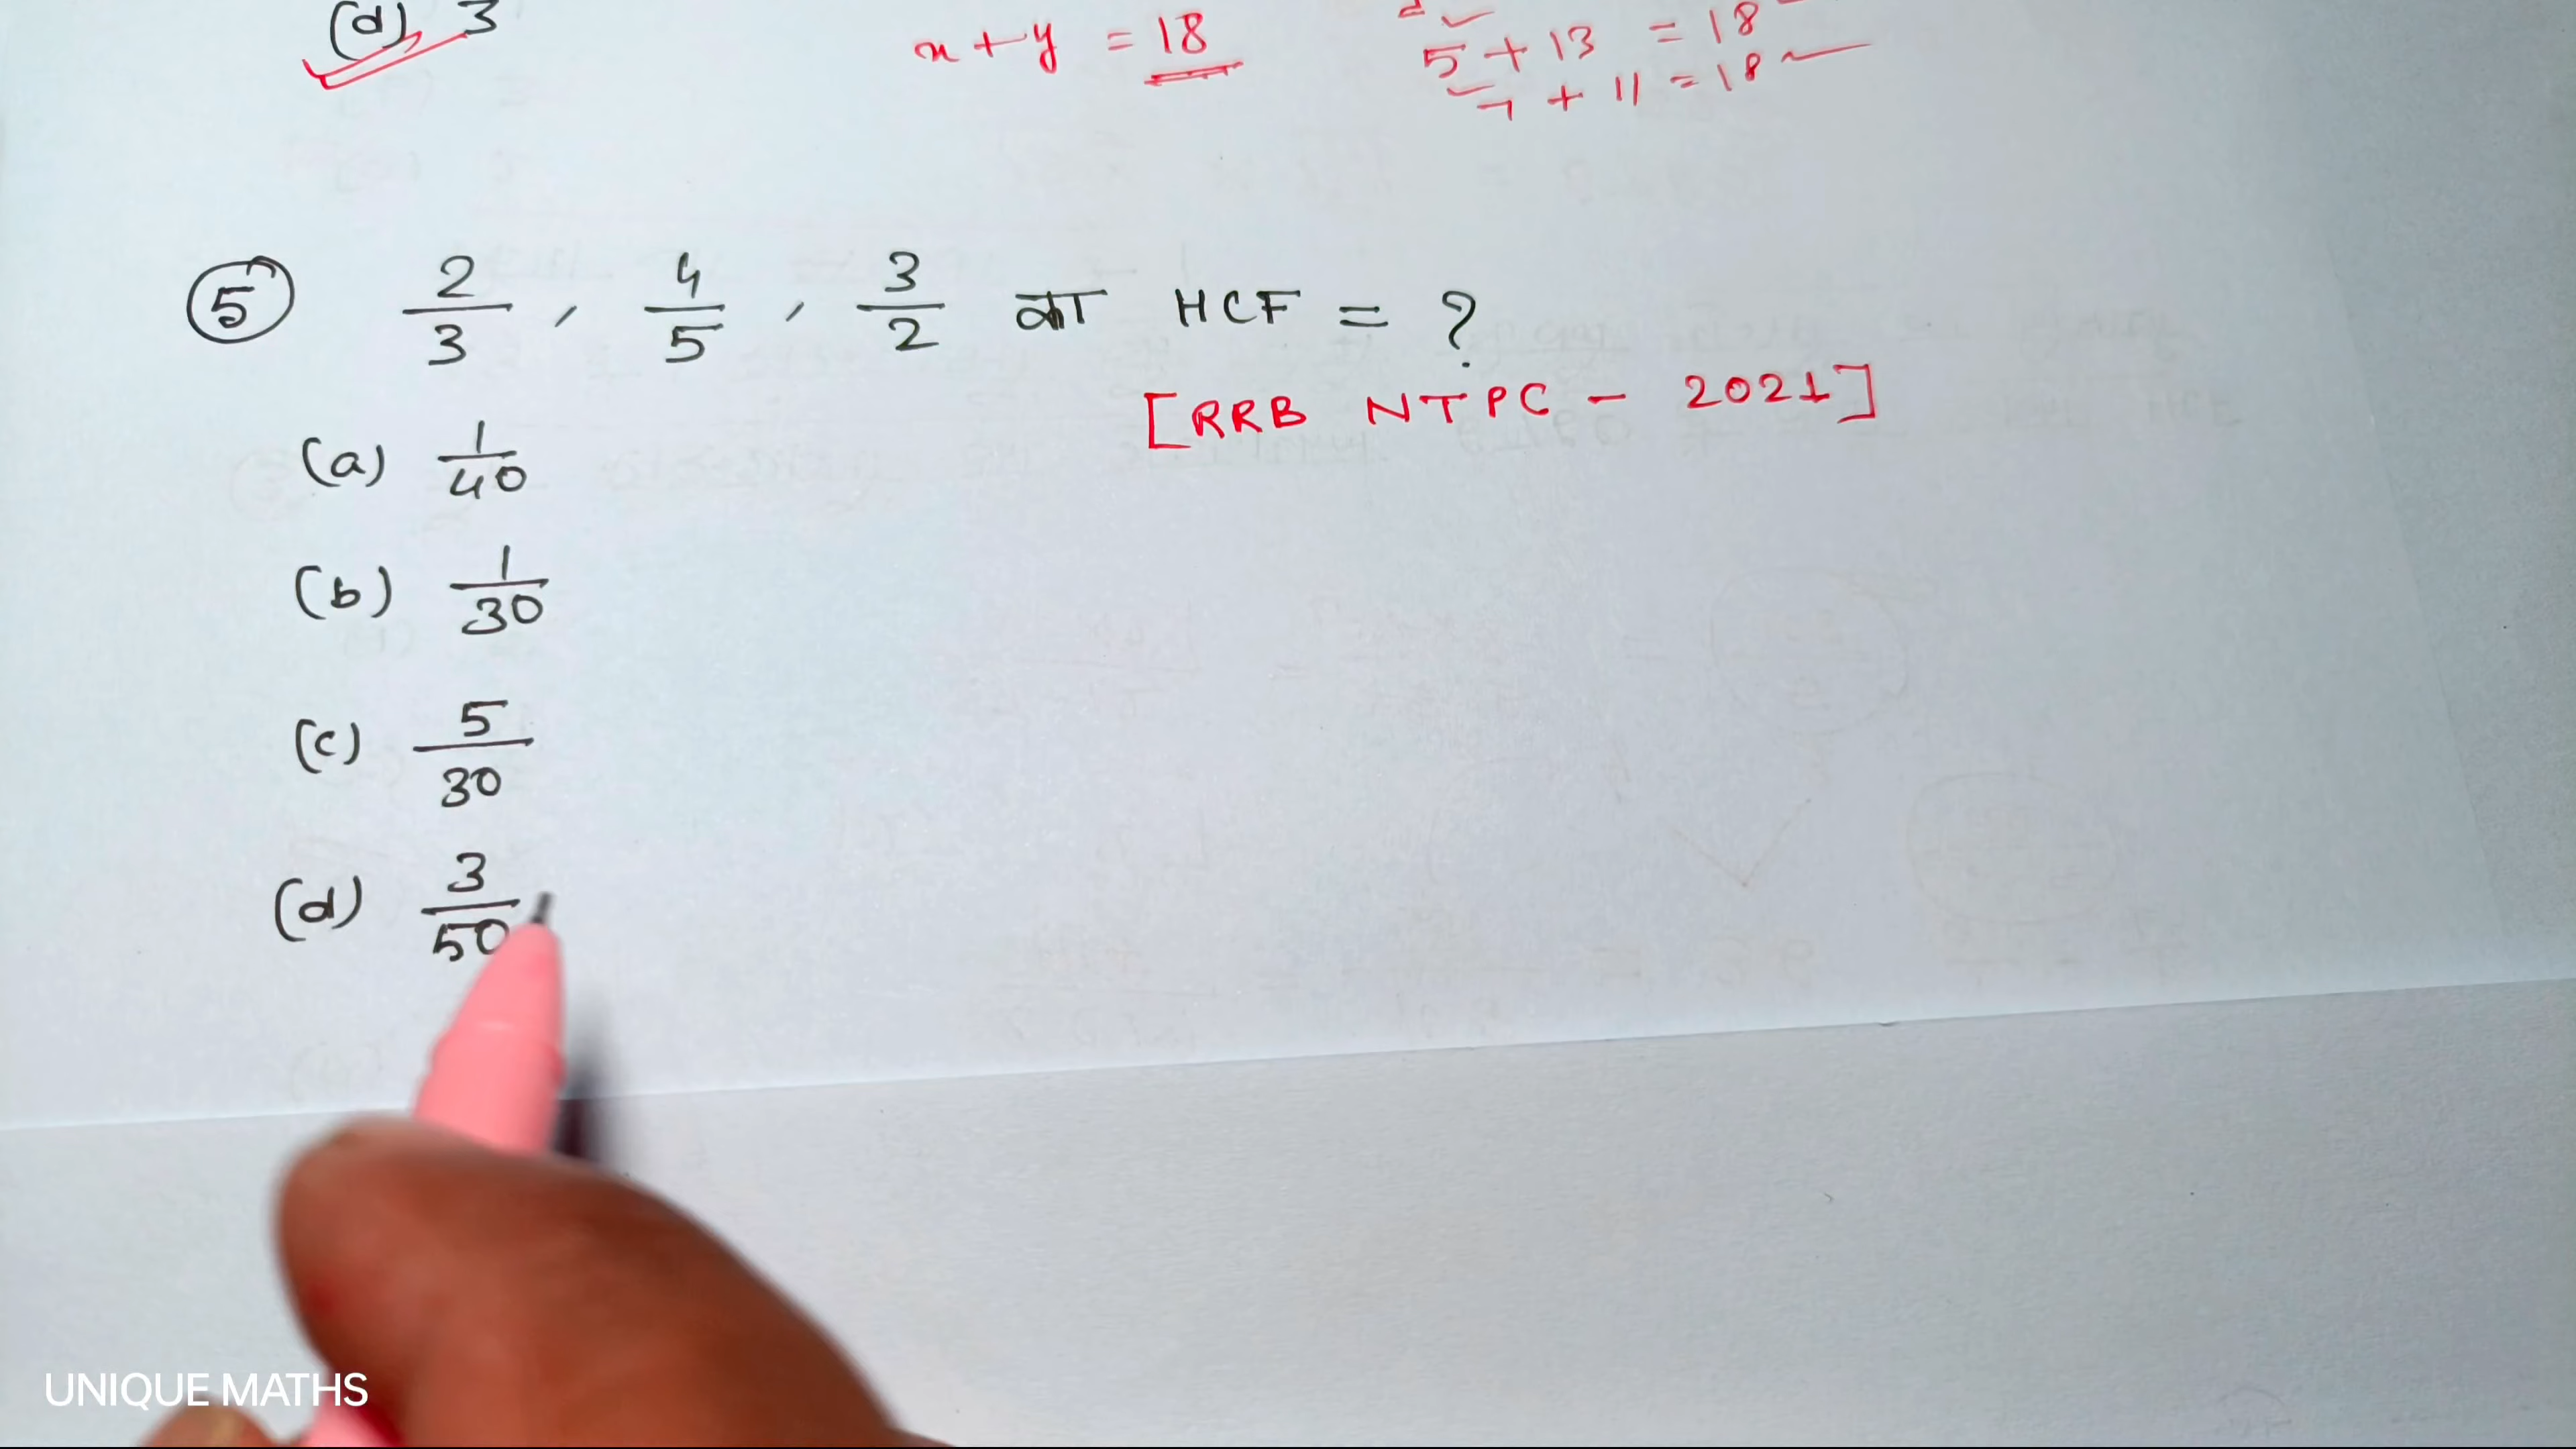 (d) 3
x + y = 18
5 + 13 = 18
7 + 11 = 18
(5) 2/3 , 4/5 , 3/2 का HCF = ?
[RRB NTPC - 2021]
(a) 1/40
(b) 1/30
(c) 5/30
(d) 3/50
UNIQUE MATHS